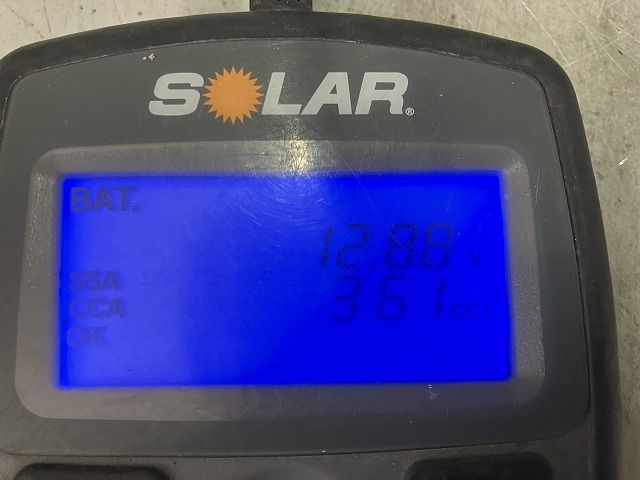 SOLAR®
BAT.
12.88 V
SSA
CCA 361 CCA
OK